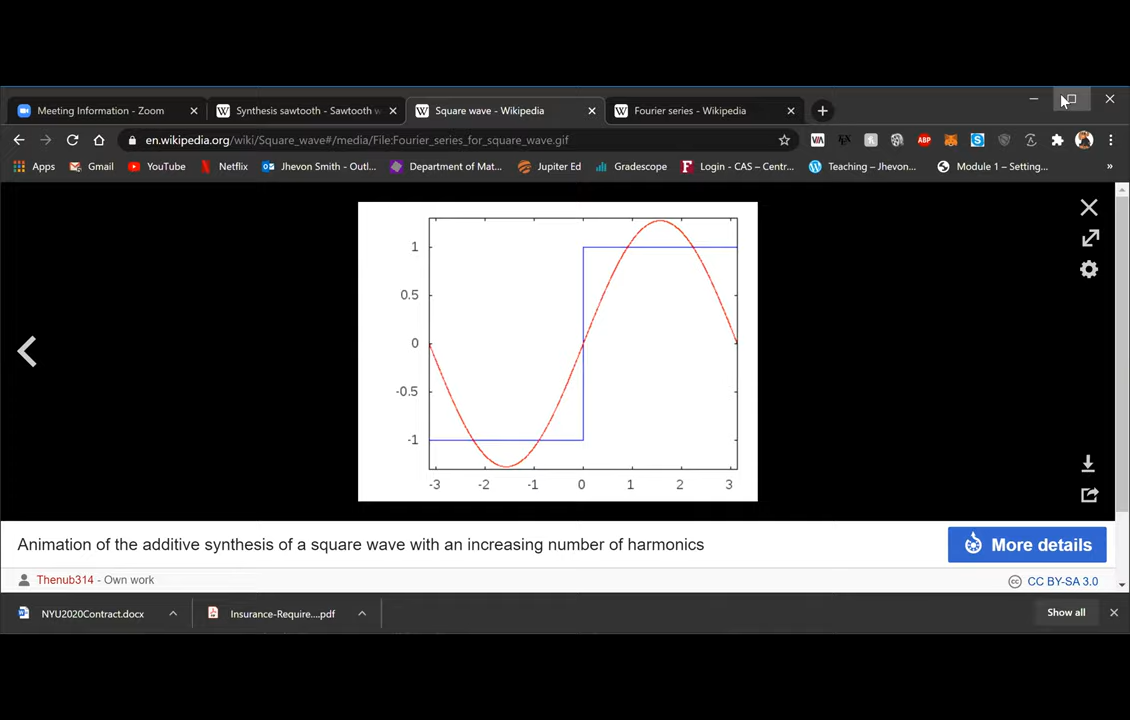 Meeting Information - Zoom
Synthesis sawtooth - Sawtooth w
Square wave - Wikipedia
Fourier series - Wikipedia
en.wikipedia.org/wiki/Square_wave#/media/File:Fourier_series_for_square_wave.gif
Apps Gmail YouTube Netflix Jhevon Smith - Outl... Department of Mat... Jupiter Ed Gradescope Login - CAS – Centr... Teaching – Jhevon... Module 1 – Setting... »
1
0.5
0
-0.5
-1
-3 -2 -1 0 1 2 3
Animation of the additive synthesis of a square wave with an increasing number of harmonics
More details
Thenub314 - Own work
CC BY-SA 3.0
NYU2020Contract.docx
Insurance-Require....pdf
Show all